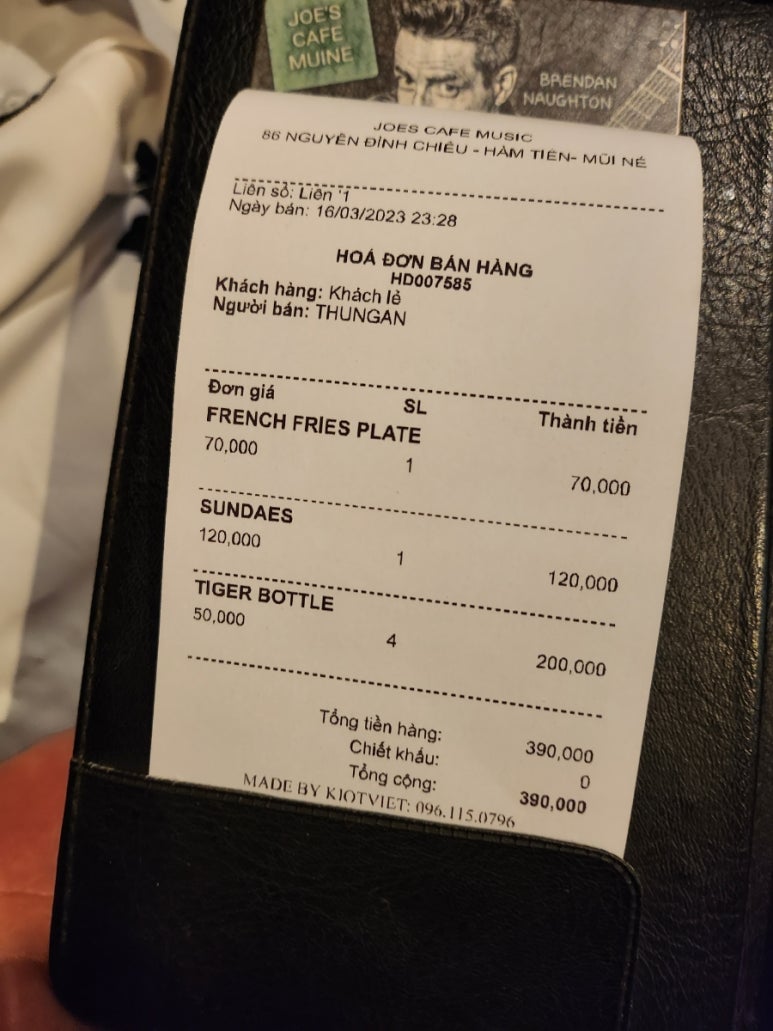 JOE'S
CAFE
MUINE
BRENDAN
NAUGHTON
JOES CAFE MUSIC
86 NGUYỄN ĐÌNH CHIỂU - HÀM TIẾN- MŨI NÉ
Liên số: Liên '1
Ngày bán: 16/03/2023 23:28
HOÁ ĐƠN BÁN HÀNG
HD007585
Khách hàng: Khách lẻ
Người bán: THUNGAN
Đơn giá SL Thành tiền
FRENCH FRIES PLATE
70,000 1 70,000
SUNDAES
120,000 1 120,000
TIGER BOTTLE
50,000 4 200,000
Tổng tiền hàng: 390,000
Chiết khấu: 0
Tổng cộng: 390,000
MADE BY KIOTVIET: 096.115.0796